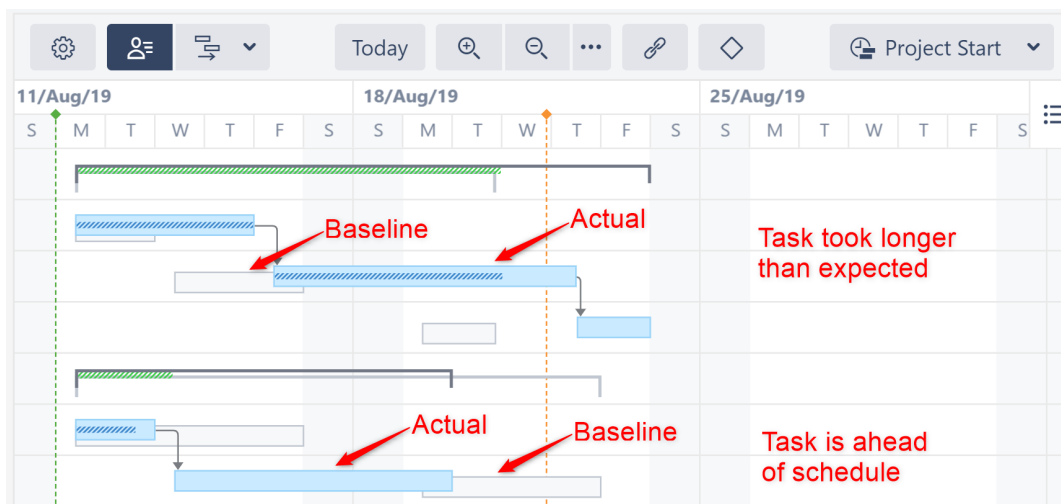 Today
Project Start
11/Aug/19 18/Aug/19 25/Aug/19
S M T W T F S S M T W T F S S M T W T F S
Baseline
Actual
Task took longer
than expected
Actual
Baseline
Task is ahead
of schedule